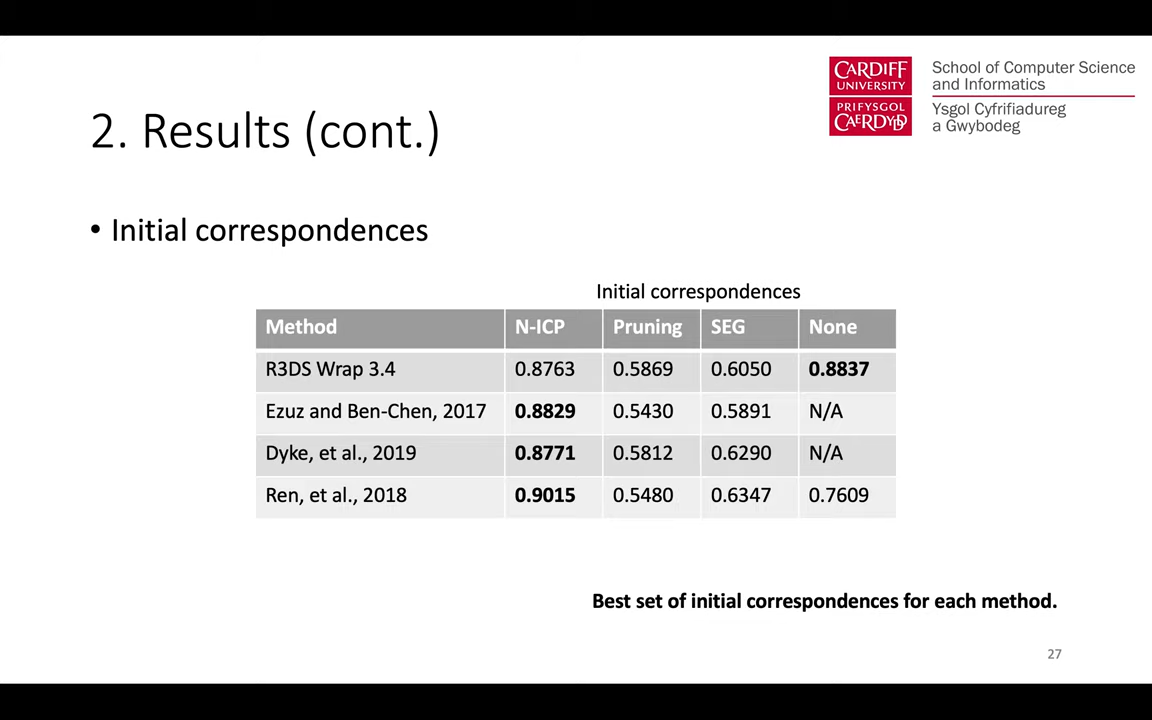 CARDIFF
UNIVERSITY
PRIFYSGOL
CAERDYDD
School of Computer Science
and Informatics
Ysgol Cyfrifiadureg
a Gwybodeg
2. Results (cont.)
• Initial correspondences
Initial correspondences
Method N-ICP Pruning SEG None
R3DS Wrap 3.4 0.8763 0.5869 0.6050 0.8837
Ezuz and Ben-Chen, 2017 0.8829 0.5430 0.5891 N/A
Dyke, et al., 2019 0.8771 0.5812 0.6290 N/A
Ren, et al., 2018 0.9015 0.5480 0.6347 0.7609
Best set of initial correspondences for each method.
27